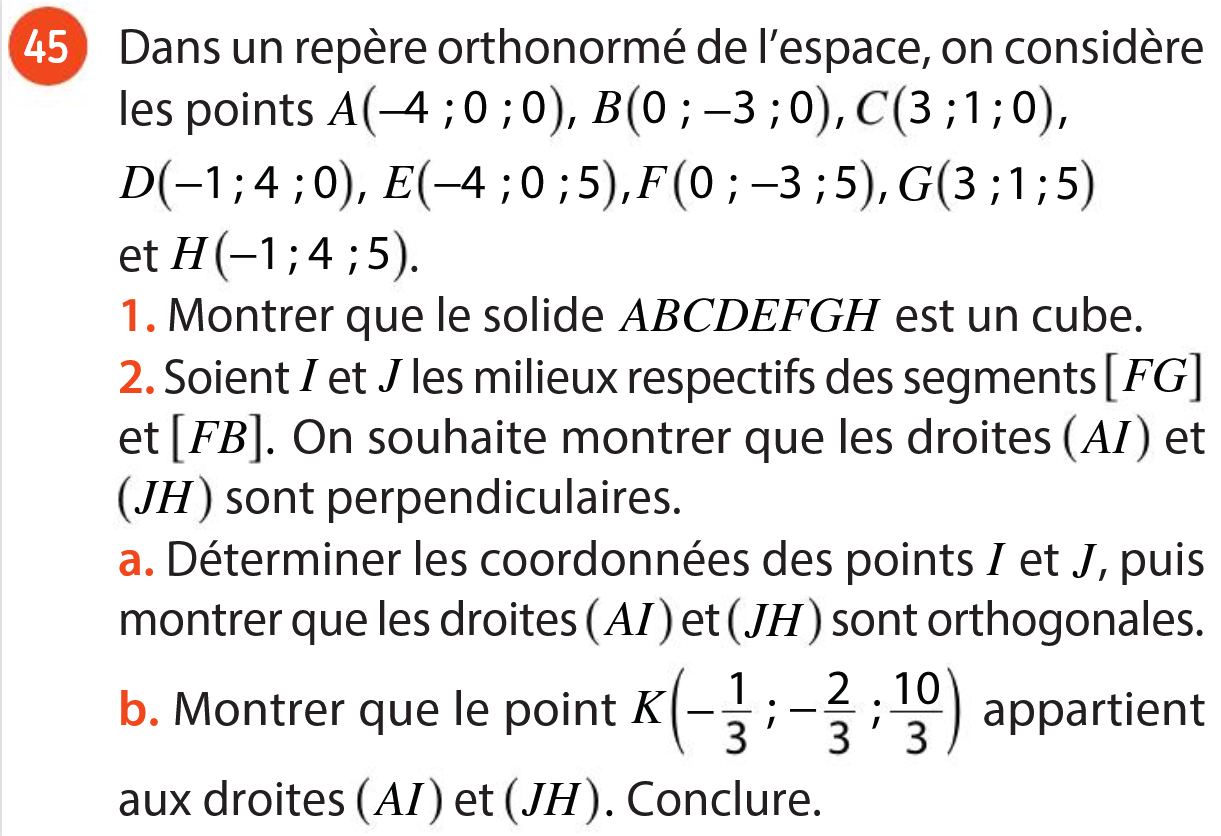 45 Dans un repère orthonormé de l'espace, on considère
les points A(–4 ; 0 ; 0), B(0 ; –3 ; 0), C(3 ; 1 ; 0),
D(–1 ; 4 ; 0), E(–4 ; 0 ; 5), F(0 ; –3 ; 5), G(3 ; 1 ; 5)
et H(–1 ; 4 ; 5).
1. Montrer que le solide ABCDEFGH est un cube.
2. Soient I et J les milieux respectifs des segments [FG]
et [FB]. On souhaite montrer que les droites (AI) et
(JH) sont perpendiculaires.
a. Déterminer les coordonnées des points I et J, puis
montrer que les droites (AI) et (JH) sont orthogonales.
b. Montrer que le point K(–1/3 ; –2/3 ; 10/3) appartient
aux droites (AI) et (JH). Conclure.